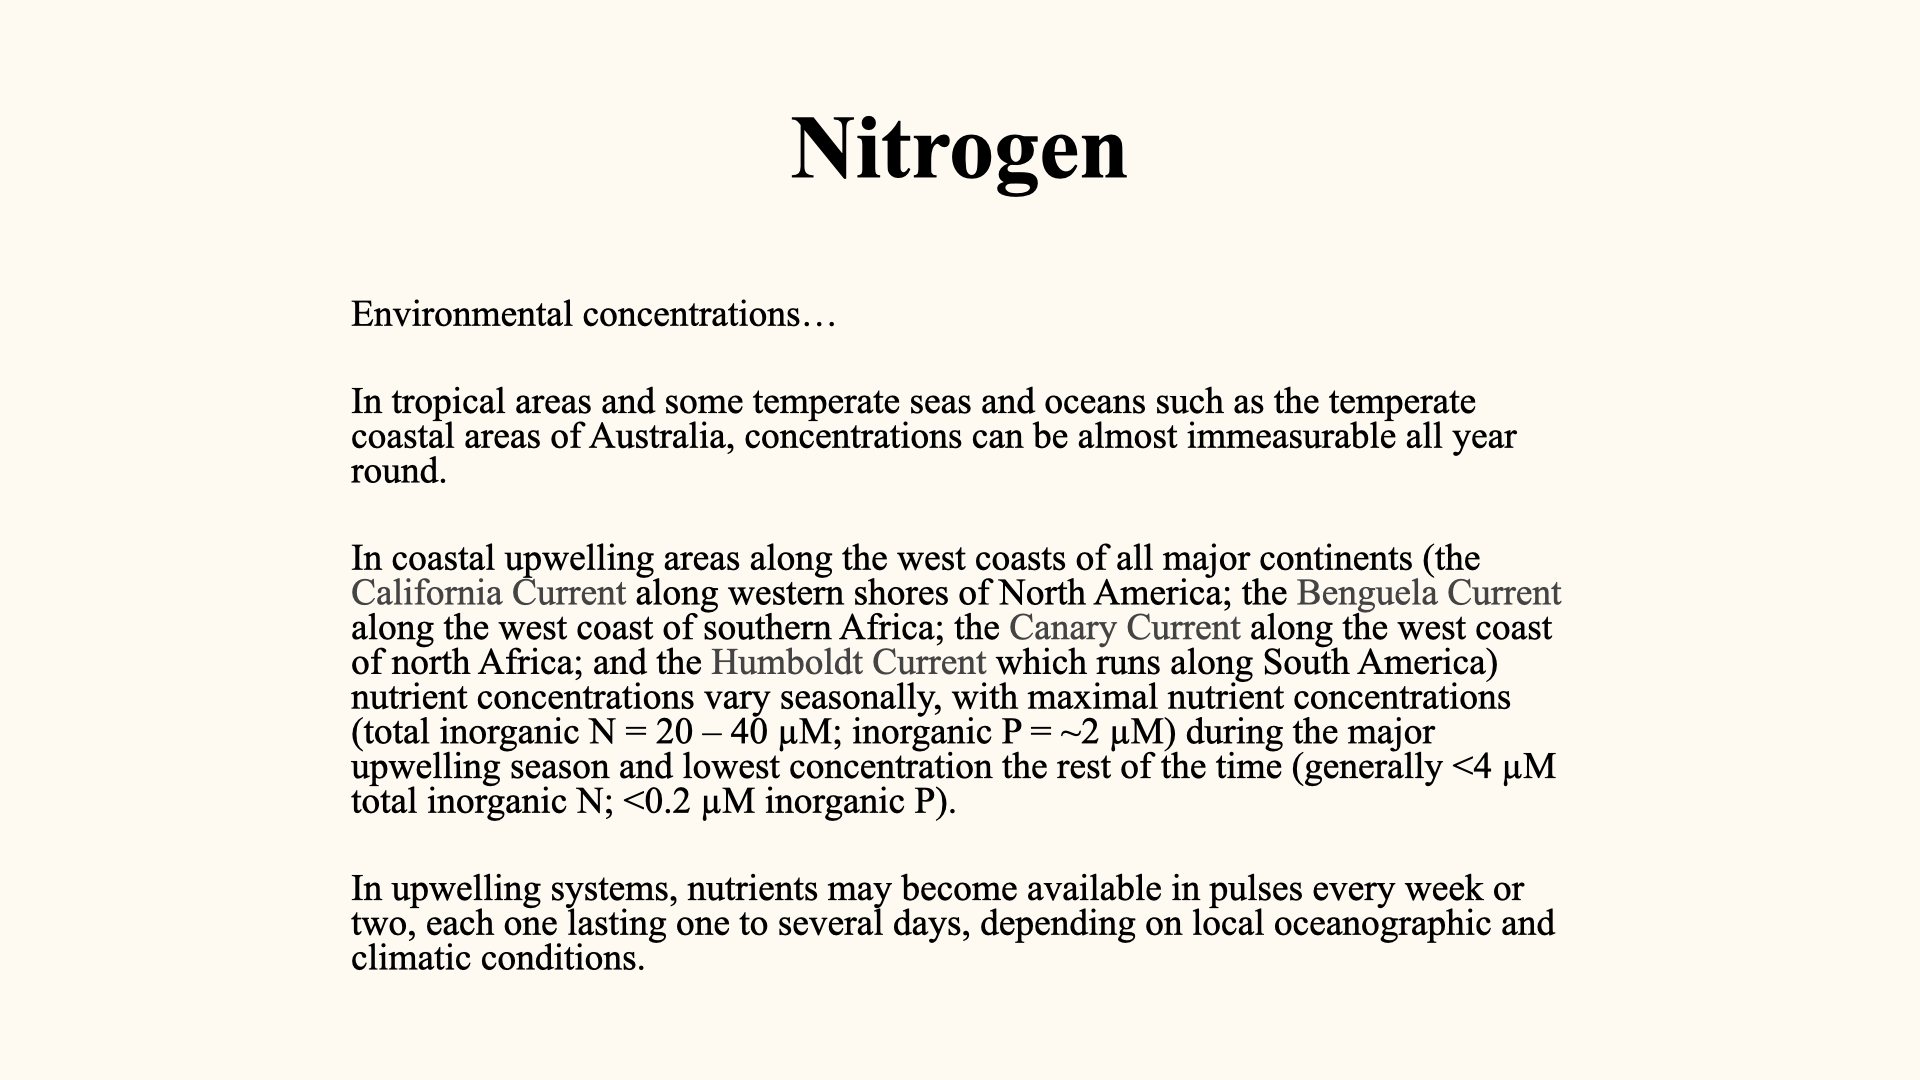 Nitrogen
Environmental concentrations…
In tropical areas and some temperate seas and oceans such as the temperate
coastal areas of Australia, concentrations can be almost immeasurable all year
round.
In coastal upwelling areas along the west coasts of all major continents (the
California Current along western shores of North America; the Benguela Current
along the west coast of southern Africa; the Canary Current along the west coast
of north Africa; and the Humboldt Current which runs along South America)
nutrient concentrations vary seasonally, with maximal nutrient concentrations
(total inorganic N = 20 – 40 µM; inorganic P = ~2 µM) during the major
upwelling season and lowest concentration the rest of the time (generally <4 µM
total inorganic N; <0.2 µM inorganic P).
In upwelling systems, nutrients may become available in pulses every week or
two, each one lasting one to several days, depending on local oceanographic and
climatic conditions.